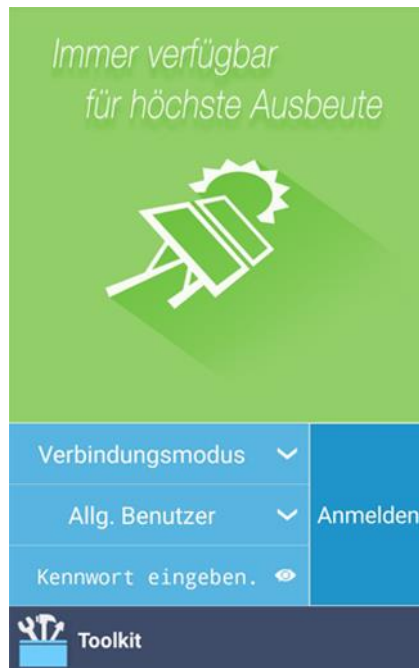 Immer verfügbar
für höchste Ausbeute
Verbindungsmodus
Allg. Benutzer
Anmelden
Kennwort eingeben.
Toolkit